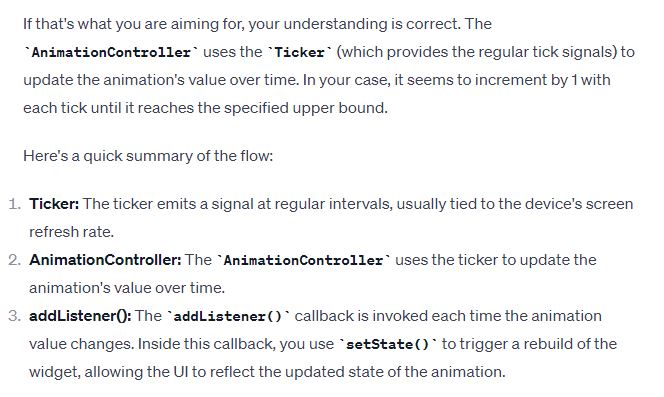 If that's what you are aiming for, your understanding is correct. The
`AnimationController` uses the `Ticker` (which provides the regular tick signals) to
update the animation's value over time. In your case, it seems to increment by 1 with
each tick until it reaches the specified upper bound.
Here's a quick summary of the flow:
1. Ticker: The ticker emits a signal at regular intervals, usually tied to the device's screen
refresh rate.
2. AnimationController: The `AnimationController` uses the ticker to update the
animation's value over time.
3. addListener(): The `addListener()` callback is invoked each time the animation
value changes. Inside this callback, you use `setState()` to trigger a rebuild of the
widget, allowing the UI to reflect the updated state of the animation.